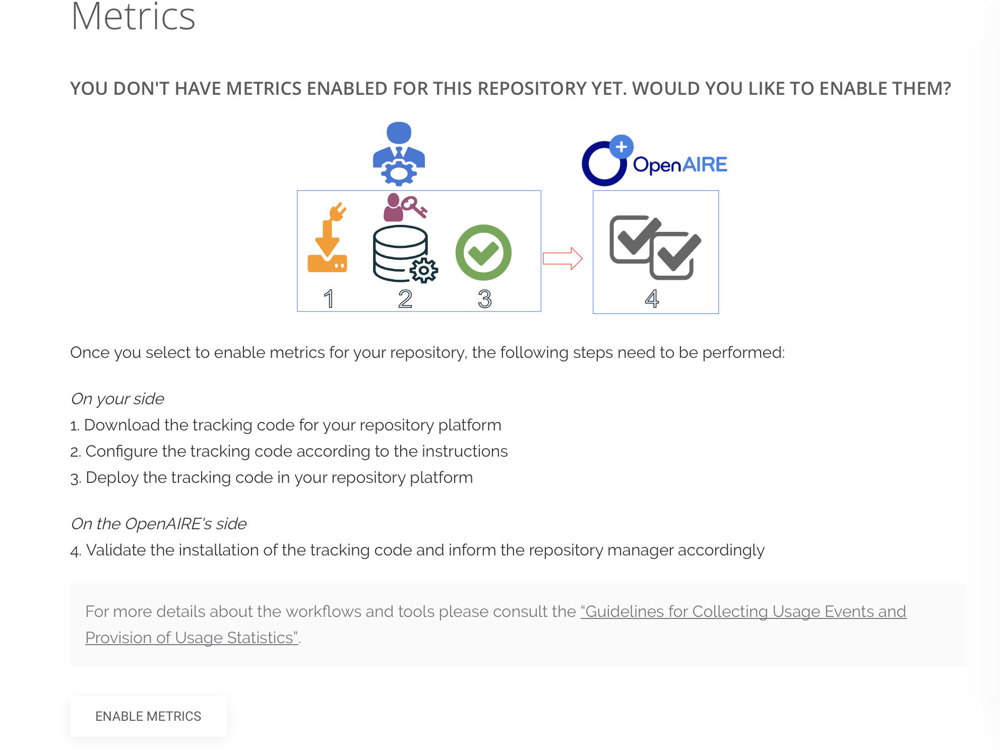 Metrics
YOU DON'T HAVE METRICS ENABLED FOR THIS REPOSITORY YET. WOULD YOU LIKE TO ENABLE THEM?
OpenAIRE
1 2 3 4
Once you select to enable metrics for your repository, the following steps need to be performed:
On your side
1. Download the tracking code for your repository platform
2. Configure the tracking code according to the instructions
3. Deploy the tracking code in your repository platform
On the OpenAIRE's side
4. Validate the installation of the tracking code and inform the repository manager accordingly
For more details about the workflows and tools please consult the “Guidelines for Collecting Usage Events and
Provision of Usage Statistics”.
ENABLE METRICS